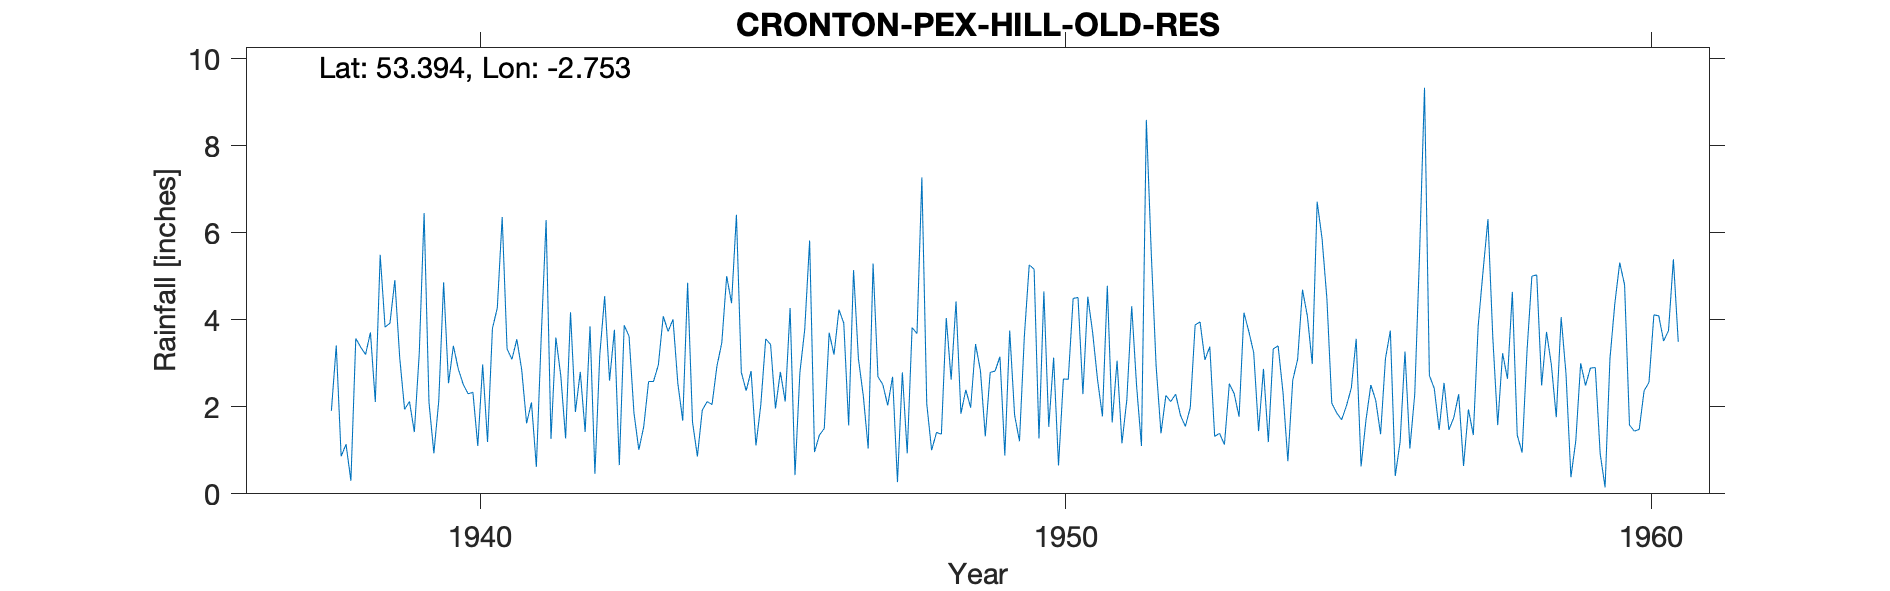 CRONTON-PEX-HILL-OLD-RES
Lat: 53.394, Lon: -2.753
10
8
6
4
2
0
Rainfall [inches]
1940 1950 1960
Year